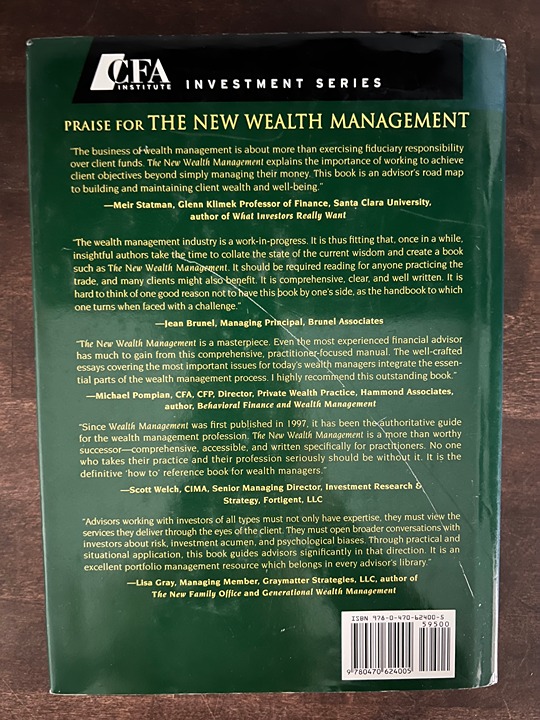 CFA
INSTITUTE
INVESTMENT SERIES
PRAISE FOR THE NEW WEALTH MANAGEMENT
"The business of wealth management is about more than exercising fiduciary responsibility
over client funds. The New Wealth Management explains the importance of working to achieve
client objectives beyond simply managing their money. This book is an advisor's road map
to building and maintaining client wealth and well-being."
—Meir Statman, Glenn Klimek Professor of Finance, Santa Clara University,
author of What Investors Really Want
"The wealth management industry is a work-in-progress. It is thus fitting that, once in a while,
insightful authors take the time to collate the state of the current wisdom and create a book
such as The New Wealth Management. It should be required reading for anyone practicing the
trade, and many clients might also benefit. It is comprehensive, clear, and well written. It is
hard to think of one good reason not to have this book by one's side, as the handbook to which
one turns when faced with a challenge."
—Jean Brunel, Managing Principal, Brunel Associates
"The New Wealth Management is a masterpiece. Even the most experienced financial advisor
has much to gain from this comprehensive, practitioner-focused manual. The well-crafted
essays covering the most important issues for today's wealth managers integrate the essen-
tial parts of the wealth management process. I highly recommend this outstanding book."
—Michael Pompian, CFA, CFP, Director, Private Wealth Practice, Hammond Associates,
author, Behavioral Finance and Wealth Management
"Since Wealth Management was first published in 1997, it has been the authoritative guide
for the wealth management profession. The New Wealth Management is a more than worthy
successor—comprehensive, accessible, and written specifically for practitioners. No one
who takes their practice and their profession seriously should be without it. It is the
definitive 'how to' reference book for wealth managers."
—Scott Welch, CIMA, Senior Managing Director, Investment Research &
Strategy, Fortigent, LLC
"Advisors working with investors of all types must not only have expertise, they must view the
services they deliver through the eyes of the client. They must open broader conversations with
investors about risk, investment acumen, and psychological biases. Through practical and
situational application, this book guides advisors significantly in that direction. It is an
excellent portfolio management resource which belongs in every advisor's library."
—Lisa Gray, Managing Member, Graymatter Strategies, LLC, author of
The New Family Office and Generational Wealth Management
ISBN 978-0-470-62400-5
59500
9780470624005